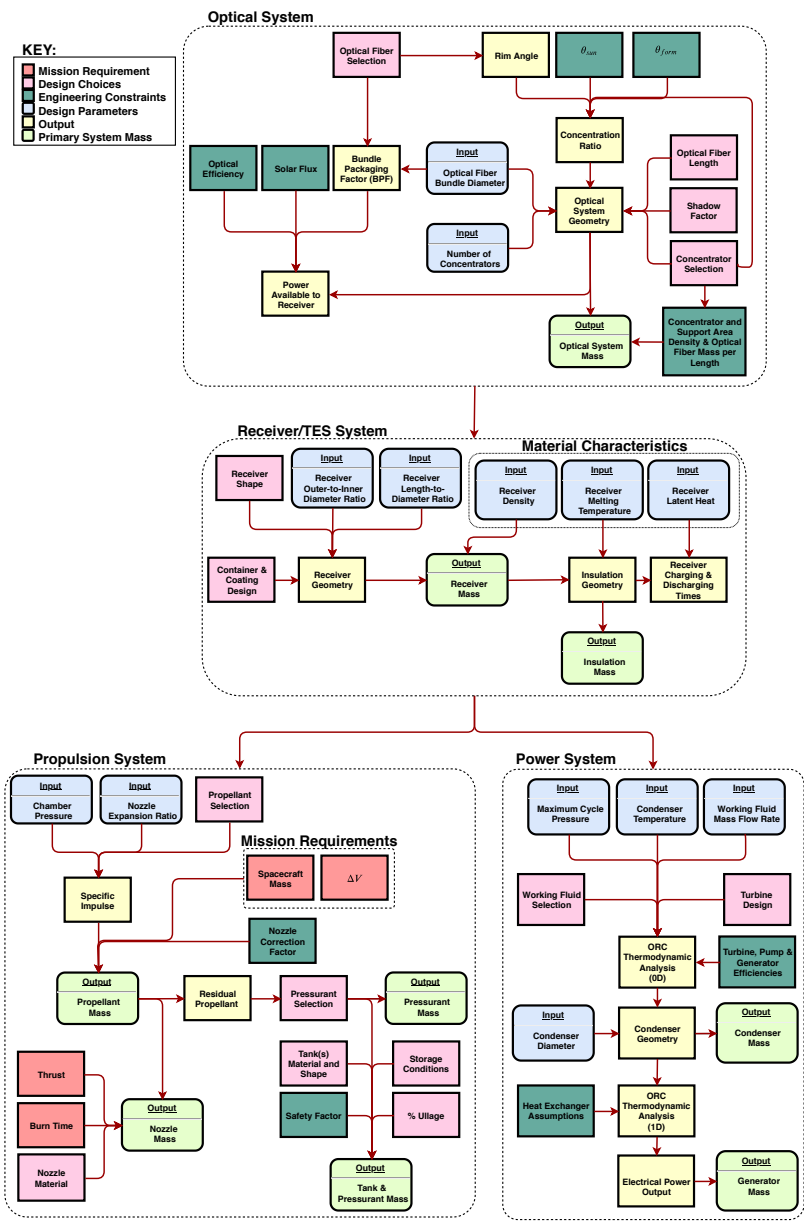 Optical System
KEY:
Mission Requirement
Design Choices
Engineering Constraints
Design Parameters
Output
Primary System Mass
Optical Fiber
Selection
Rim Angle
θsun
θform
Concentration
Ratio
Optical
Efficiency
Solar Flux
Bundle
Packaging
Factor (BPF)
Input
Optical Fiber
Bundle Diameter
Optical
System
Geometry
Optical Fiber
Length
Shadow
Factor
Concentrator
Selection
Input
Number of
Concentrators
Power
Available to
Receiver
Output
Optical System
Mass
Concentrator and
Support Area
Density & Optical
Fiber Mass per
Length
Receiver/TES System
Material Characteristics
Receiver
Shape
Input
Receiver
Outer-to-Inner
Diameter Ratio
Input
Receiver
Length-to-
Diameter Ratio
Input
Receiver
Density
Input
Receiver
Melting
Temperature
Input
Receiver
Latent Heat
Container &
Coating
Design
Receiver
Geometry
Output
Receiver
Mass
Insulation
Geometry
Receiver
Charging &
Discharging
Times
Output
Insulation
Mass
Propulsion System
Input
Chamber
Pressure
Input
Nozzle
Expansion Ratio
Propellant
Selection
Mission Requirements
Spacecraft
Mass
ΔV
Specific
Impulse
Nozzle
Correction
Factor
Output
Propellant
Mass
Residual
Propellant
Pressurant
Selection
Output
Pressurant
Mass
Thrust
Burn Time
Nozzle
Material
Output
Nozzle
Mass
Tank(s)
Material and
Shape
Storage
Conditions
Safety Factor
% Ullage
Output
Tank &
Pressurant Mass
Power System
Input
Maximum Cycle
Pressure
Input
Condenser
Temperature
Input
Working Fluid
Mass Flow Rate
Working Fluid
Selection
Turbine
Design
ORC
Thermodynamic
Analysis
(0D)
Turbine, Pump &
Generator
Efficiencies
Input
Condenser
Diameter
Condenser
Geometry
Output
Condenser
Mass
Heat Exchanger
Assumptions
ORC
Thermodynamic
Analysis
(1D)
Electrical Power
Output
Output
Generator
Mass